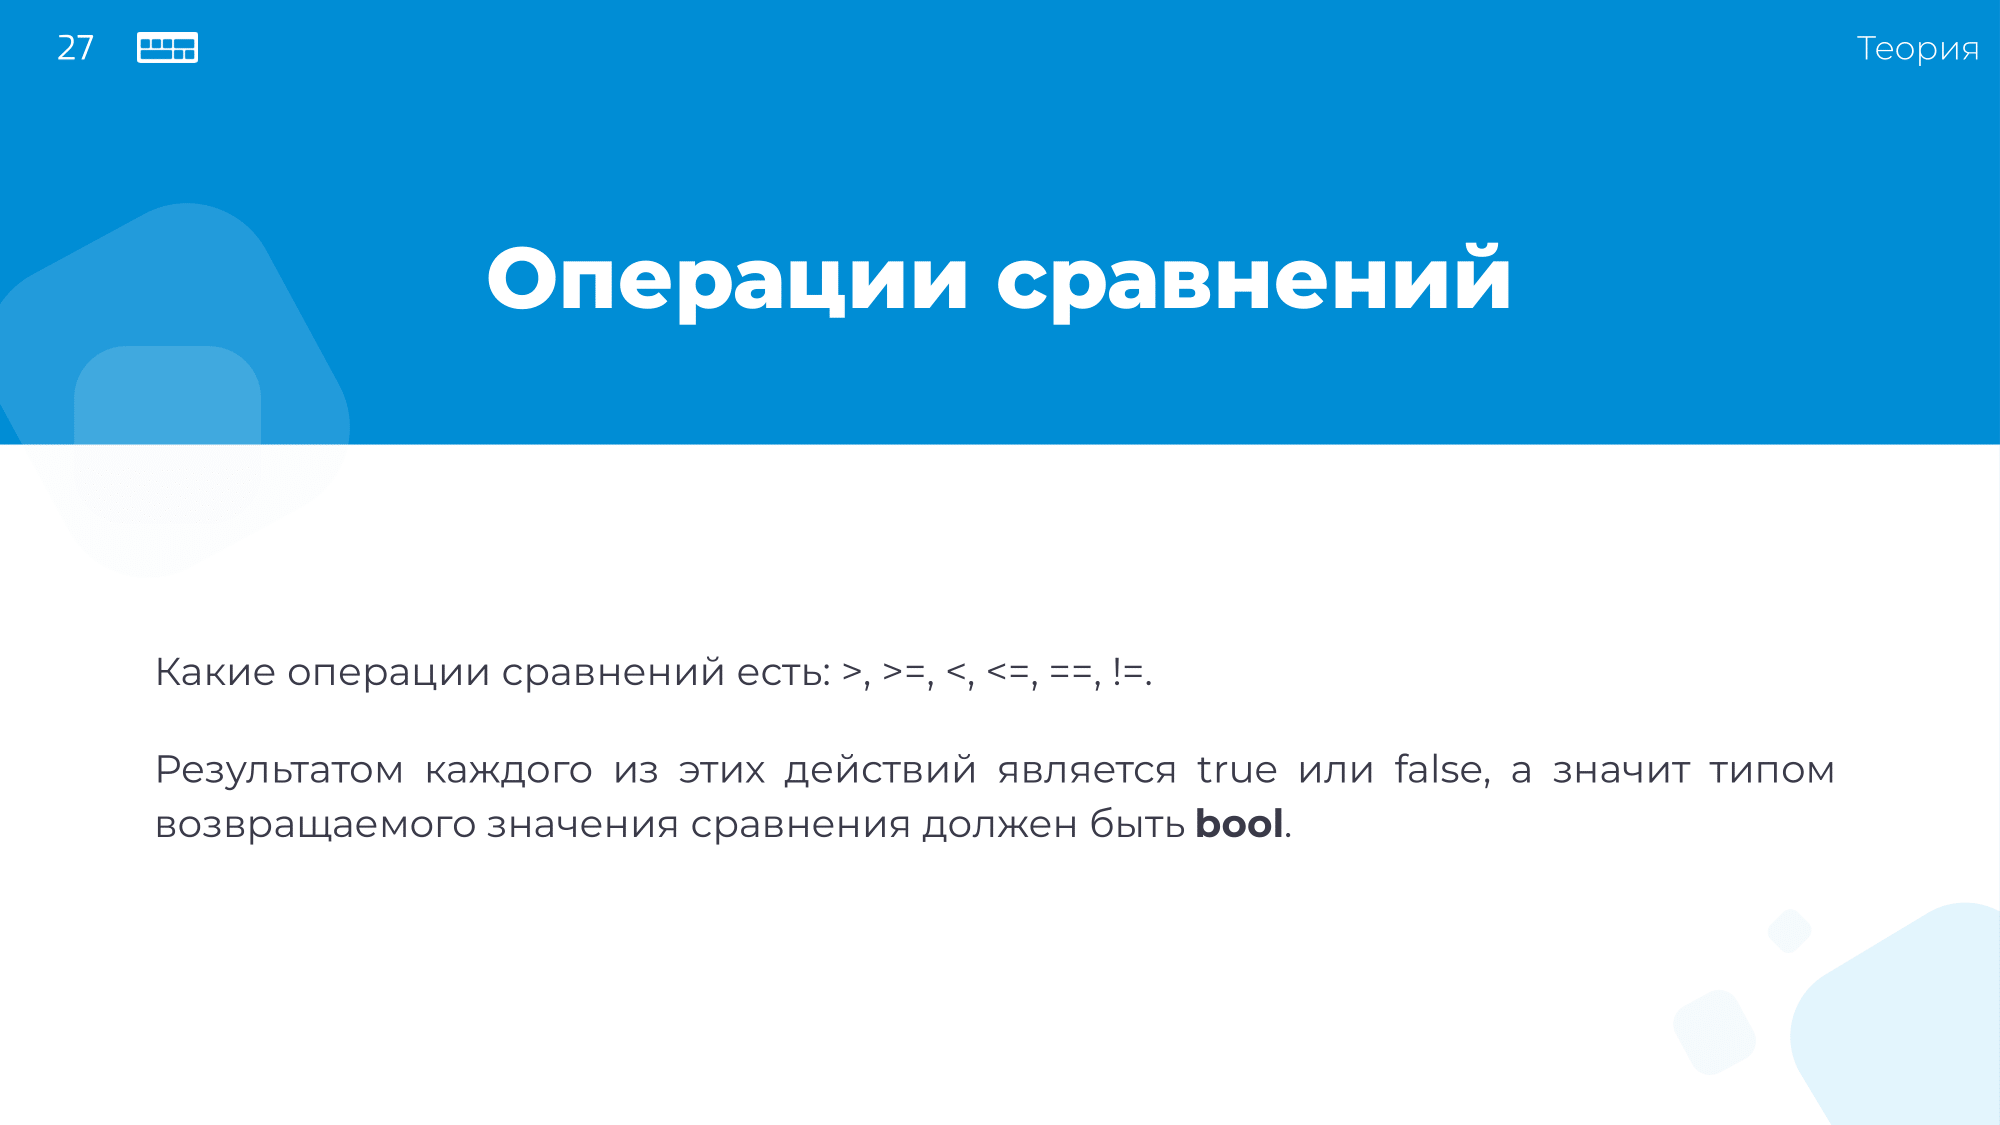 27
Теория
Операции сравнений
Какие операции сравнений есть: >, >=, <, <=, ==, !=.
Результатом каждого из этих действий является true или false, а значит типом
возвращаемого значения сравнения должен быть bool.